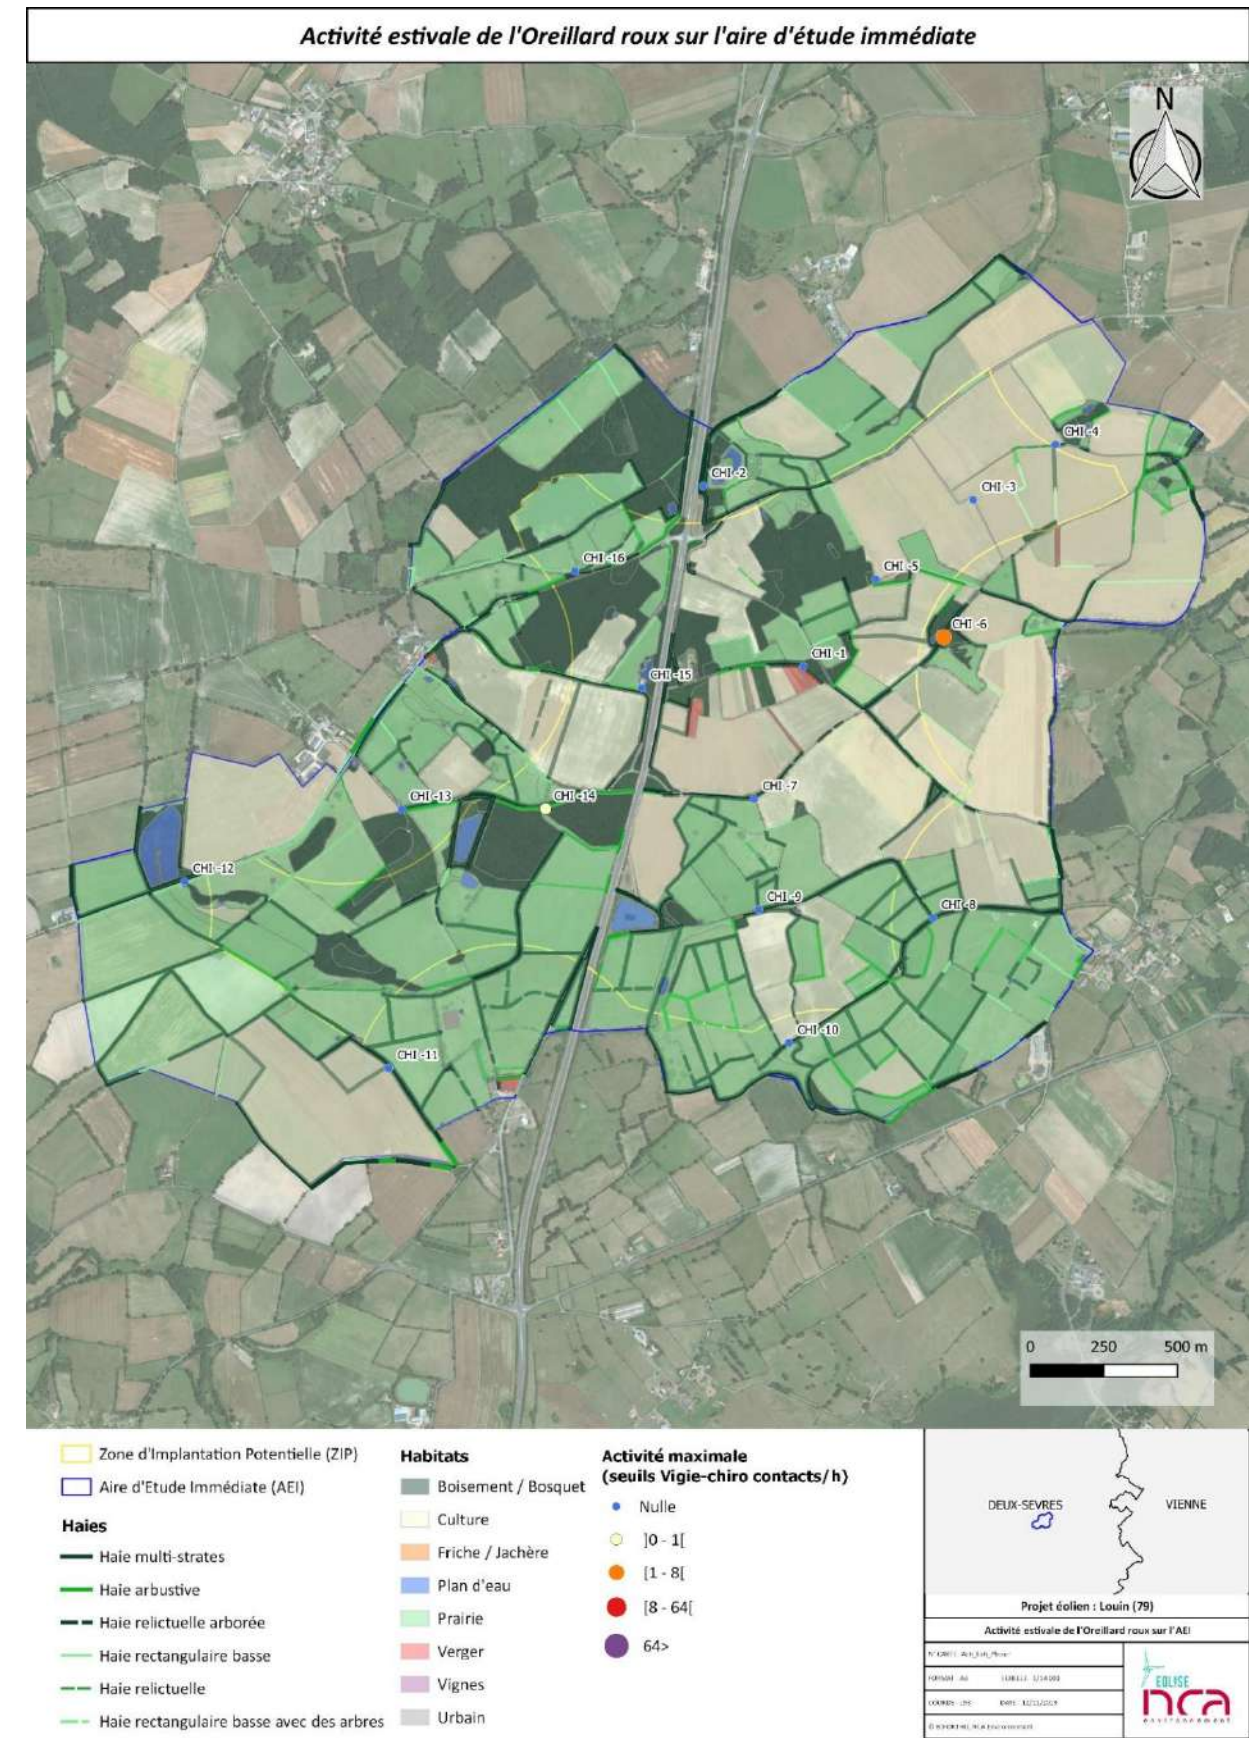 Activité estivale de l'Oreillard roux sur l'aire d'étude immédiate
N
CHI -4
CHI -2
CHI -3
CHI -16
CHI -5
CHI -6
CHI -1
CHI -15
CHI -7
CHI -14
CHI -13
CHI -12
CHI -9
CHI -8
CHI -10
CHI -11
0 250 500 m
Zone d'Implantation Potentielle (ZIP)
Aire d'Etude Immédiate (AEI)
Haies
Haie multi-strates
Haie arbustive
Haie relictuelle arborée
Haie rectangulaire basse
Haie relictuelle
Haie rectangulaire basse avec des arbres
Habitats
Boisement / Bosquet
Culture
Friche / Jachère
Plan d'eau
Prairie
Verger
Vignes
Urbain
Activité maximale
(seuils Vigie-chiro contacts/h)
Nulle
]0 - 1[
[1 - 8[
[8 - 64[
64>
DEUX-SEVRES
VIENNE
Projet éolien : Louin (79)
Activité estivale de l'Oreillard roux sur l'AEI
EOLISE
nca
environnement